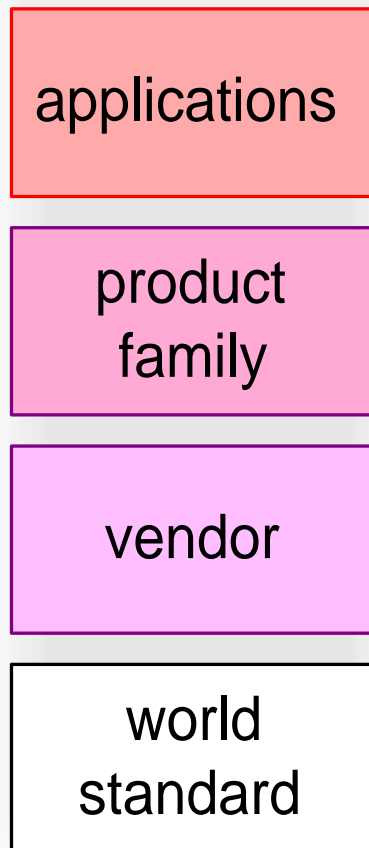 applications
product
family
vendor
world
standard